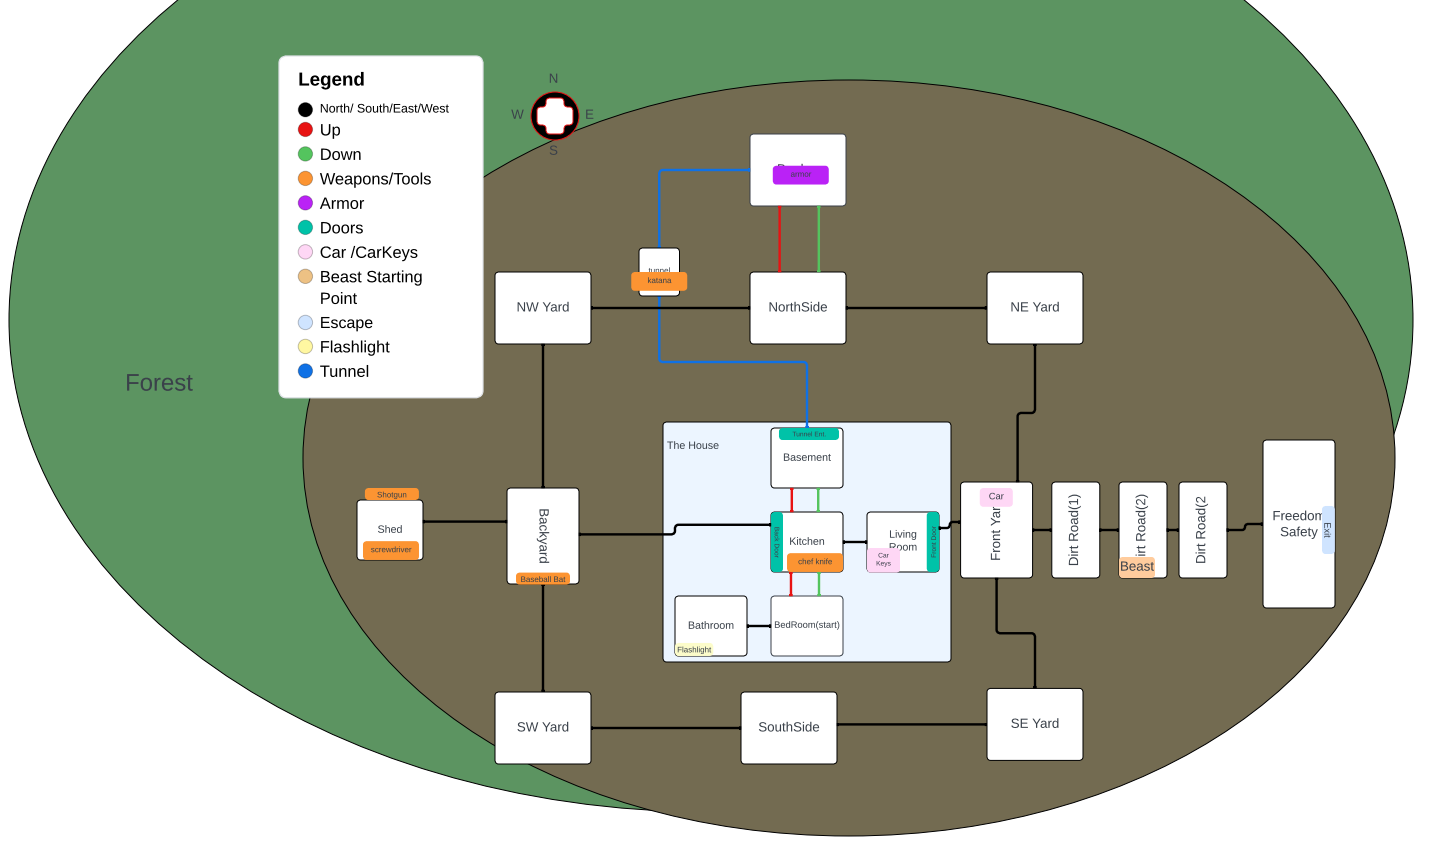 Legend
North/ South/East/West
Up
Down
Weapons/Tools
Armor
Doors
Car /CarKeys
Beast Starting
Point
Escape
Flashlight
Tunnel
N
W
E
S
Forest
armor
tunnel
katana
NW Yard
NorthSide
NE Yard
The House
Tunnel Ent.
Basement
Shotgun
Shed
screwdriver
Backyard
Baseball Bat
Back Door
Kitchen
chef knife
Living
Room
Car
Keys
Front Door
Car
Front Yar
Dirt Road(1)
irt Road(2)
Beast
Dirt Road(2
Freedom
Safety
Exit
Bathroom
Flashlight
BedRoom(start)
SW Yard
SouthSide
SE Yard